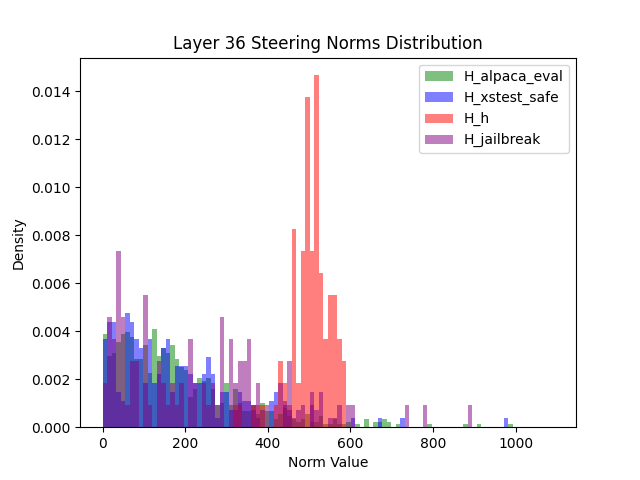 Layer 36 Steering Norms Distribution
H_alpaca_eval
H_xstest_safe
H_h
H_jailbreak
Density
0.014
0.012
0.010
0.008
0.006
0.004
0.002
0.000
0 200 400 600 800 1000
Norm Value